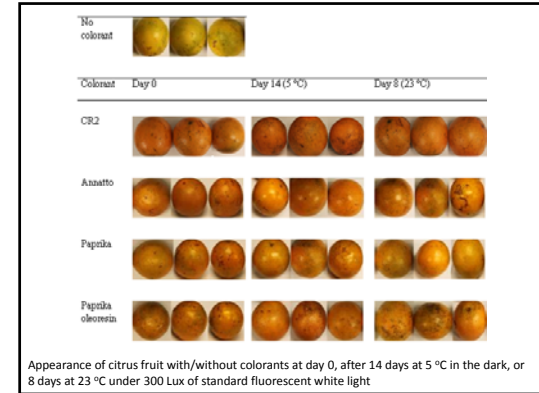 No
colorant
Colorant Day 0 Day 14 (5 °C) Day 8 (23 °C)
CR2
Annatto
Paprika
Paprika
oleoresin
Appearance of citrus fruit with/without colorants at day 0, after 14 days at 5 °C in the dark, or
8 days at 23 °C under 300 Lux of standard fluorescent white light